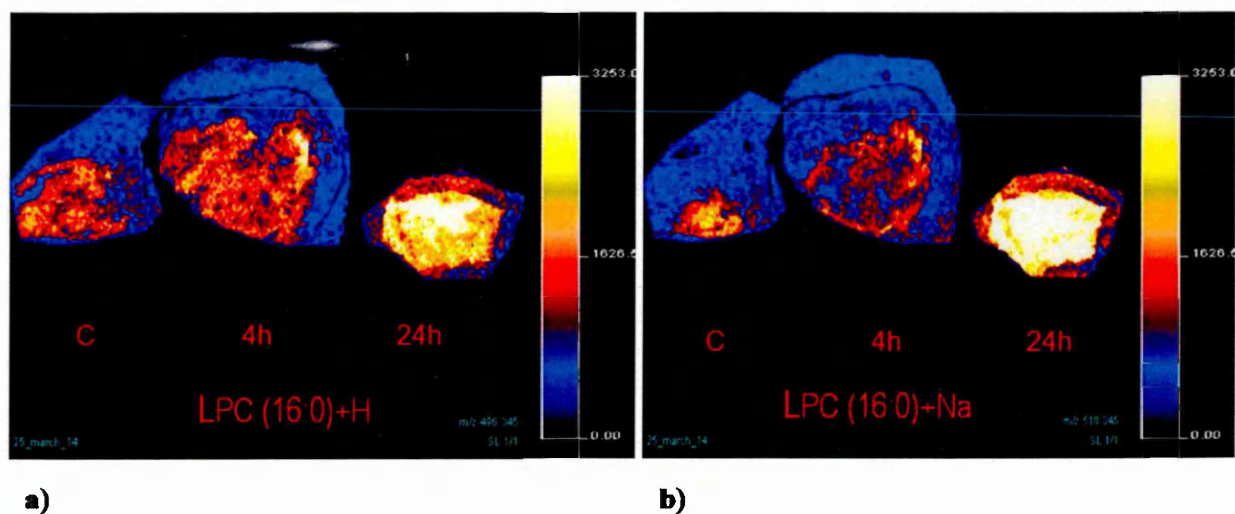 1
3253.0
1626.5
0.00
C 4h 24h
LPC (16:0)+H
m/z 496.345
25_march_14 SL 1/1
3253.0
1626.5
0.00
C 4h 24h
LPC (16:0)+Na
m/z 518.345
25_march_14 SL 1/1
a) b)